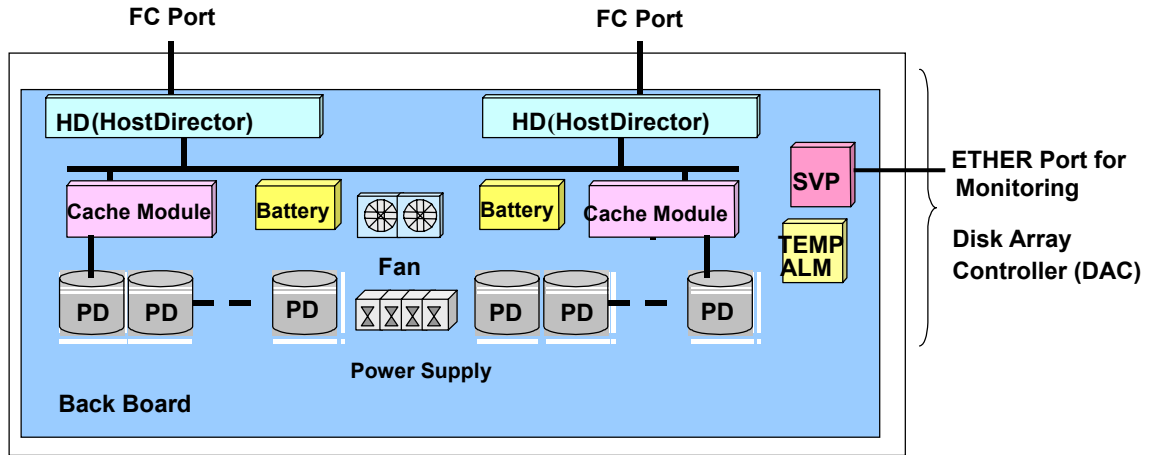 FC Port
FC Port
HD(HostDirector)
HD(HostDirector)
SVP
ETHER Port for
Monitoring
Cache Module
Battery
Battery
Cache Module
TEMP
ALM
Disk Array
Controller (DAC)
Fan
PD
PD
PD
PD
PD
PD
Power Supply
Back Board